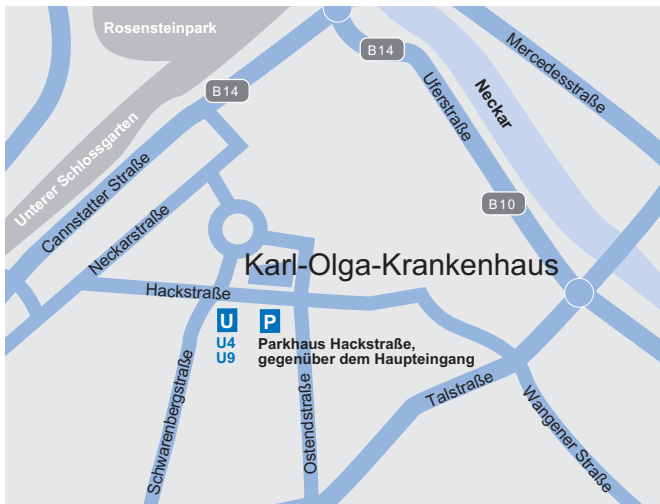 Rosensteinpark
B14
B14
Mercedesstraße
Uferstraße
Neckar
Unterer Schlossgarten
Cannstatter Straße
Neckarstraße
B10
Karl-Olga-Krankenhaus
Hackstraße
U
P
U4
U9
Parkhaus Hackstraße,
gegenüber dem Haupteingang
Schwarenbergstraße
Ostendstraße
Talstraße
Wangener Straße